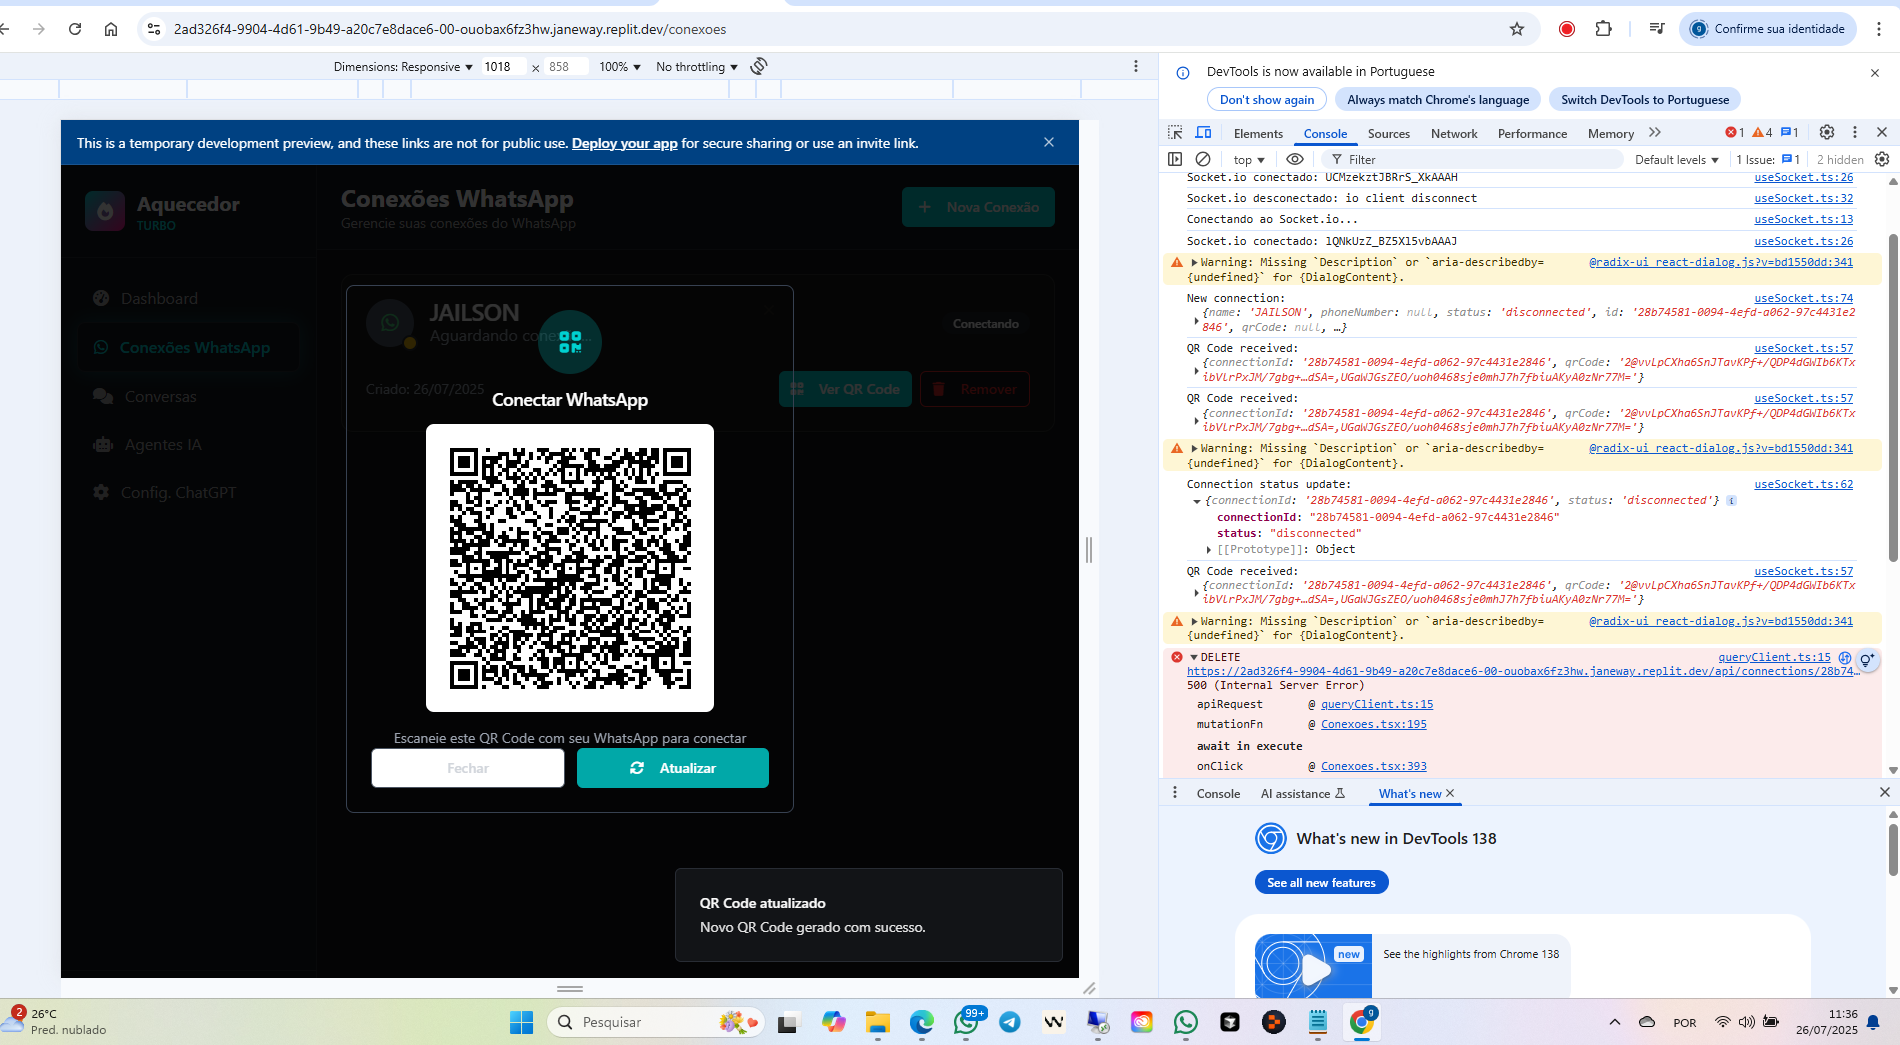 2ad326f4-9904-4d61-9b49-a20c7e8dace6-00-ouobax6fz3hw.janeway.replit.dev/conexoes
9 Confirme sua identidade
Dimensions: Responsive 1018 × 858 100% No throttling
This is a temporary development preview, and these links are not for public use. Deploy your app for secure sharing or use an invite link.
Aquecedor
TURBO
Dashboard
Conexões WhatsApp
Conversas
Agentes IA
Config. ChatGPT
Conexões WhatsApp
Gerencie suas conexões do WhatsApp
+ Nova Conexão
JAILSON
Aguardando cone
Conectando
Criado: 26/07/2025
Ver QR Code
Remover
Conectar WhatsApp
Escaneie este QR Code com seu WhatsApp para conectar
Fechar
Atualizar
QR Code atualizado
Novo QR Code gerado com sucesso.
DevTools is now available in Portuguese
Don't show again Always match Chrome's language Switch DevTools to Portuguese
Elements Console Sources Network Performance Memory 1 4 1
top Filter Default levels 1 Issue: 1 2 hidden
Socket.io conectado: UCMzekztJBRrS_XkAAAH useSocket.ts:26
Socket.io desconectado: io client disconnect useSocket.ts:32
Conectando ao Socket.io... useSocket.ts:13
Socket.io conectado: lQNkUzZ_BZ5Xl5vbAAAJ useSocket.ts:26
Warning: Missing `Description` or `aria-describedby= @radix-ui_react-dialog.js?v=bd1550dd:341
{undefined}` for {DialogContent}.
New connection: useSocket.ts:74
{name: 'JAILSON', phoneNumber: null, status: 'disconnected', id: '28b74581-0094-4efd-a062-97c4431e2
846', qrCode: null, …}
QR Code received: useSocket.ts:57
{connectionId: '28b74581-0094-4efd-a062-97c4431e2846', qrCode: '2@vvLpCXha6SnJTavKPf+/QDP4dGWIb6KTx
ibVlrPxJM/7gbg+…dSA=,UGaWJGsZEO/uoh0468sje0mhJ7h7fbiuAKyA0zNr77M='}
QR Code received: useSocket.ts:57
{connectionId: '28b74581-0094-4efd-a062-97c4431e2846', qrCode: '2@vvLpCXha6SnJTavKPf+/QDP4dGWIb6KTx
ibVlrPxJM/7gbg+…dSA=,UGaWJGsZEO/uoh0468sje0mhJ7h7fbiuAKyA0zNr77M='}
Warning: Missing `Description` or `aria-describedby= @radix-ui_react-dialog.js?v=bd1550dd:341
{undefined}` for {DialogContent}.
Connection status update: useSocket.ts:62
{connectionId: '28b74581-0094-4efd-a062-97c4431e2846', status: 'disconnected'} i
connectionId: "28b74581-0094-4efd-a062-97c4431e2846"
status: "disconnected"
[[Prototype]]: Object
QR Code received: useSocket.ts:57
{connectionId: '28b74581-0094-4efd-a062-97c4431e2846', qrCode: '2@vvLpCXha6SnJTavKPf+/QDP4dGWIb6KTx
ibVlrPxJM/7gbg+…dSA=,UGaWJGsZEO/uoh0468sje0mhJ7h7fbiuAKyA0zNr77M='}
Warning: Missing `Description` or `aria-describedby= @radix-ui_react-dialog.js?v=bd1550dd:341
{undefined}` for {DialogContent}.
DELETE queryClient.ts:15
https://2ad326f4-9904-4d61-9b49-a20c7e8dace6-00-ouobax6fz3hw.janeway.replit.dev/api/connections/28b74…
500 (Internal Server Error)
apiRequest @ queryClient.ts:15
mutationFn @ Conexoes.tsx:195
await in execute
onClick @ Conexoes.tsx:393
Console AI assistance What's new
What's new in DevTools 138
See all new features
new
See the highlights from Chrome 138
2
26°C
Pred. nublado
Pesquisar
99+
9
POR
11:36
26/07/2025